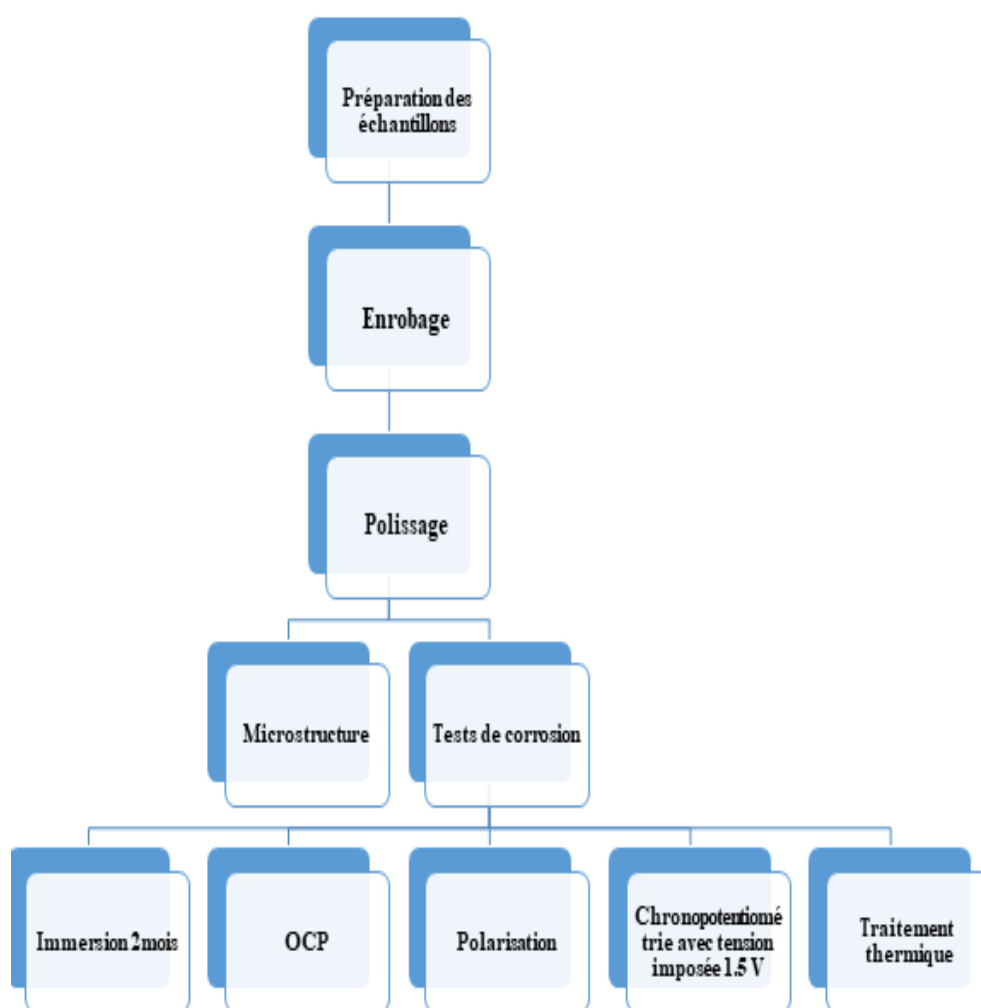 Préparation des
échantillons
Enrobage
Polissage
Microstructure
Tests de corrosion
Immersion 2mois
OCP
Polarisation
Chronopotentiomé
trie avec tension
imposée 1.5 V
Traitement
thermique